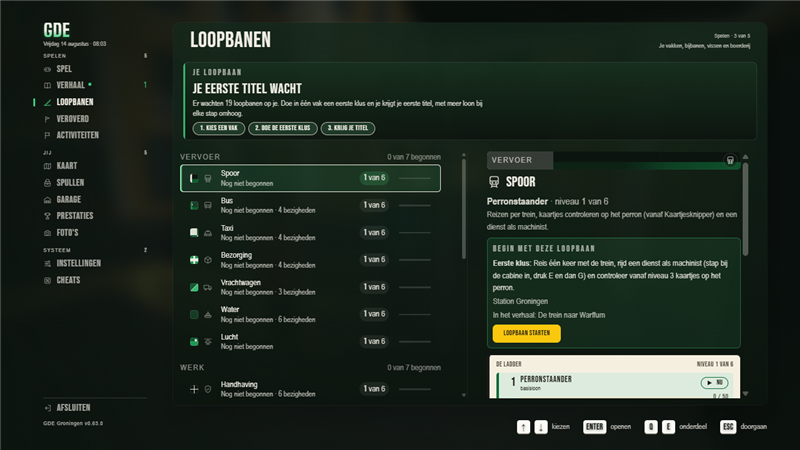 GDE
Vrijdag 14 augustus · 08:03
SPELEN 5
SPEL
VERHAAL 1
LOOPBANEN
VEROVERD
ACTIVITEITEN
JIJ 5
KAART
SPULLEN
GARAGE
PRESTATIES
FOTO'S
SYSTEEM 2
INSTELLINGEN
CHEATS
AFSLUITEN
GDE Groningen v0.63.0
LOOPBANEN
Spelen · 3 van 5
Je vakken, bijbanen, vissen en boerderij
JE LOOPBAAN
JE EERSTE TITEL WACHT
Er wachten 19 loopbanen op je. Doe in één vak een eerste klus en je krijgt je eerste titel, met meer loon bij
elke stap omhoog.
1. KIES EEN VAK
2. DOE DE EERSTE KLUS
3. KRIJG JE TITEL
VERVOER 0 van 7 begonnen
Spoor
Nog niet begonnen
1 van 6
Bus
Nog niet begonnen · 4 bezigheden
1 van 6
Taxi
Nog niet begonnen
1 van 6
Bezorging
Nog niet begonnen · 4 bezigheden
1 van 6
Vrachtwagen
Nog niet begonnen · 3 bezigheden
1 van 6
Water
Nog niet begonnen · 6 bezigheden
1 van 6
Lucht
Nog niet begonnen
1 van 6
WERK 0 van 7 begonnen
Handhaving
Nog niet begonnen · 6 bezigheden
1 van 6
VERVOER
SPOOR
Perronstaander · niveau 1 van 6
Reizen per trein, kaartjes controleren op het perron (vanaf Kaartjesknipper) en een
dienst als machinist.
BEGIN MET DEZE LOOPBAAN
Eerste klus: Reis één keer met de trein, rijd een dienst als machinist (stap bij
de cabine in, druk E en dan G) en controleer vanaf niveau 3 kaartjes op het
perron.
Station Groningen
In het verhaal: De trein naar Warffum
LOOPBAAN STARTEN
DE LADDER NIVEAU 1 VAN 6
1 PERRONSTAANDER
basisloon
NU
0 / 50
↑ ↓ kiezen ENTER openen Q E onderdeel ESC doorgaan